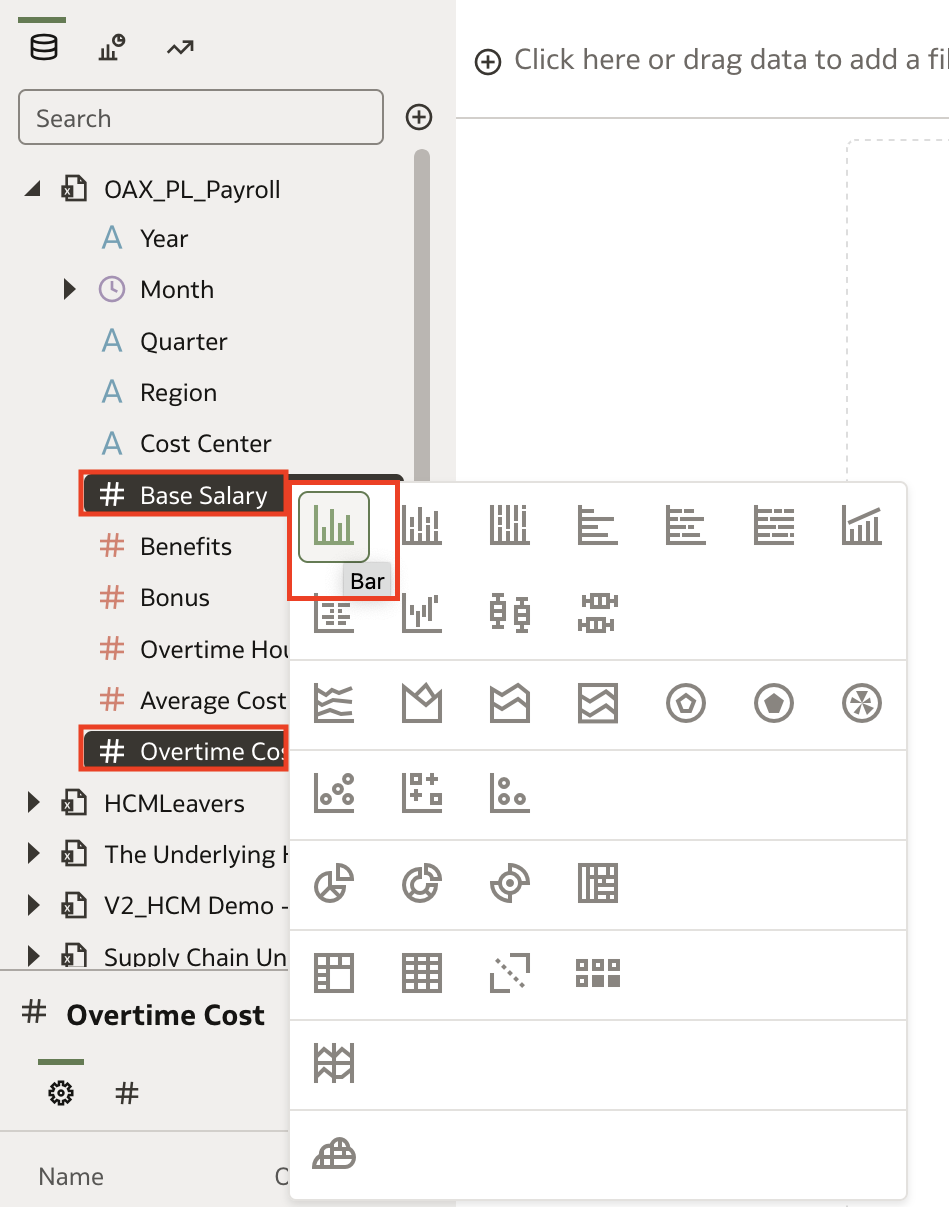 Click here or drag data to add a fi
Search
OAX_PL_Payroll
A Year
Month
A Quarter
A Region
A Cost Center
# Base Salary
# Benefits
Bar
# Bonus
# Overtime Hou
# Average Cost
# Overtime Cos
HCMLeavers
The Underlying H
V2_HCM Demo -
Supply Chain Un
# Overtime Cost
#
Name
O